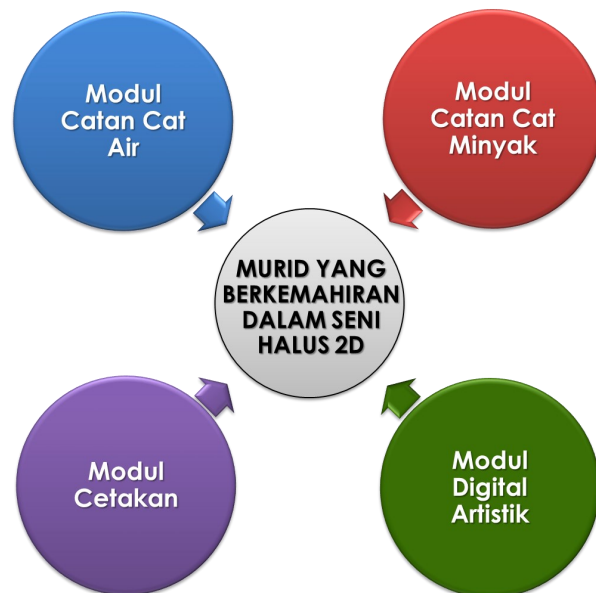 Modul
Catan Cat
Air
Modul
Catan Cat
Minyak
MURID YANG
BERKEMAHIRAN
DALAM SENI
HALUS 2D
Modul
Cetakan
Modul
Digital
Artistik